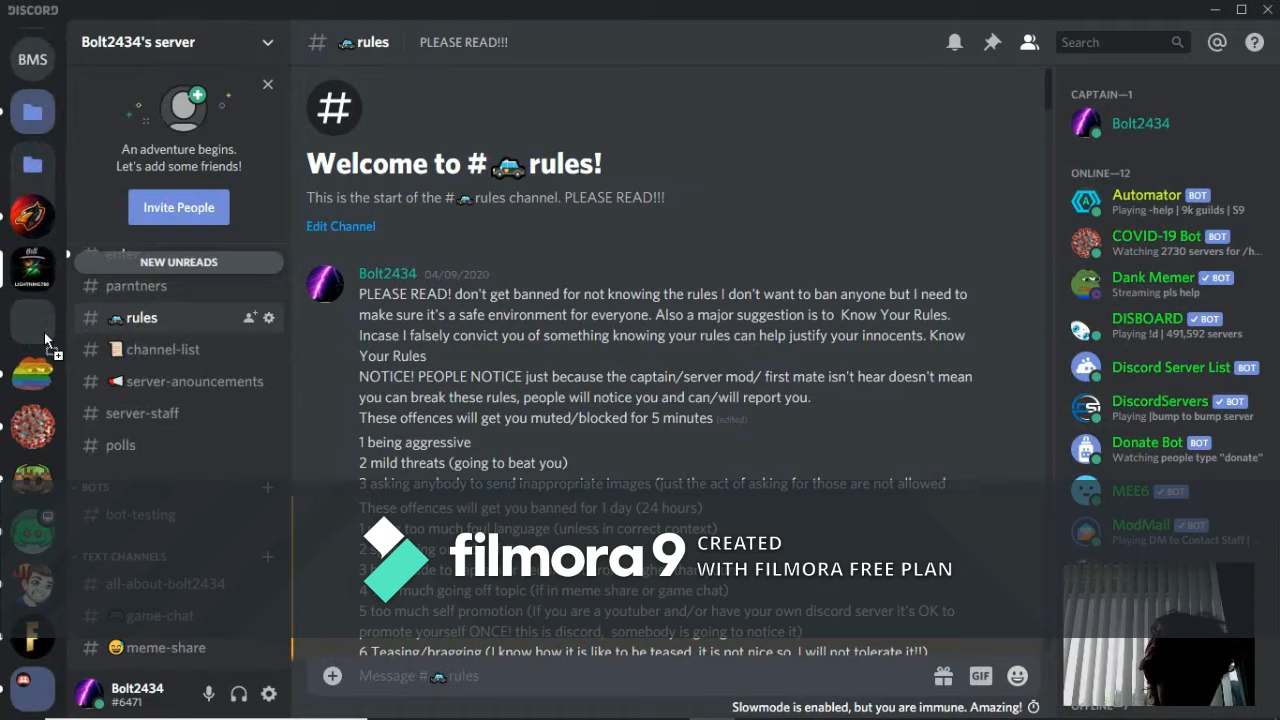 DISCORD
BMS
Bolt2434's server
An adventure begins.
Let's add some friends!
Invite People
NEW UNREADS
parntners
rules
channel-list
server-anouncements
server-staff
polls
BOTS
bot-testing
TEXT CHANNELS
all-about-bolt2434
game-chat
meme-share
Bolt2434
#6471
# rules
PLEASE READ!!!
Search
Welcome to # rules!
This is the start of the # rules channel. PLEASE READ!!!
Edit Channel
Bolt2434 04/09/2020
PLEASE READ! don't get banned for not knowing the rules I don't want to ban anyone but I need to
make sure it's a safe environment for everyone. Also a major suggestion is to Know Your Rules.
Incase I falsely convict you of something knowing your rules can help justify your innocents. Know
Your Rules
NOTICE! PEOPLE NOTICE just because the captain/server mod/ first mate isn't hear doesn't mean
you can break these rules, people will notice you and can/will report you.
These offences will get you muted/blocked for 5 minutes (edited)
1 being aggressive
2 mild threats (going to beat you)
3 asking anybody to send inappropriate images (just the act of asking for those are not allowed
These offences will get you banned for 1 day (24 hours)
too much foul language (unless in correct context)
much going off topic (if in meme share or game chat)
5 too much self promotion (If you are a youtuber and/or have your own discord server it's OK to
promote yourself ONCE! this is discord, somebody is going to notice it)
6 Teasing/bragging (I know how it is like to be teased, it is not nice so, I will not tolerate it!!)
filmora9 CREATED
WITH FILMORA FREE PLAN
Message # rules
GIF
Slowmode is enabled, but you are immune. Amazing!
CAPTAIN—1
Bolt2434
ONLINE—12
Automator BOT
Playing -help | 9k guilds | S9
COVID-19 Bot BOT
Watching 2730 servers for /h...
Dank Memer BOT
Streaming pls help
DISBOARD BOT
Playing !d | 491,592 servers
Discord Server List BOT
DiscordServers BOT
Playing |bump to bump server
Donate Bot BOT
Watching people type "donate"
MEE6 BOT
ModMail BOT
Playing DM to Contact Staff | ...